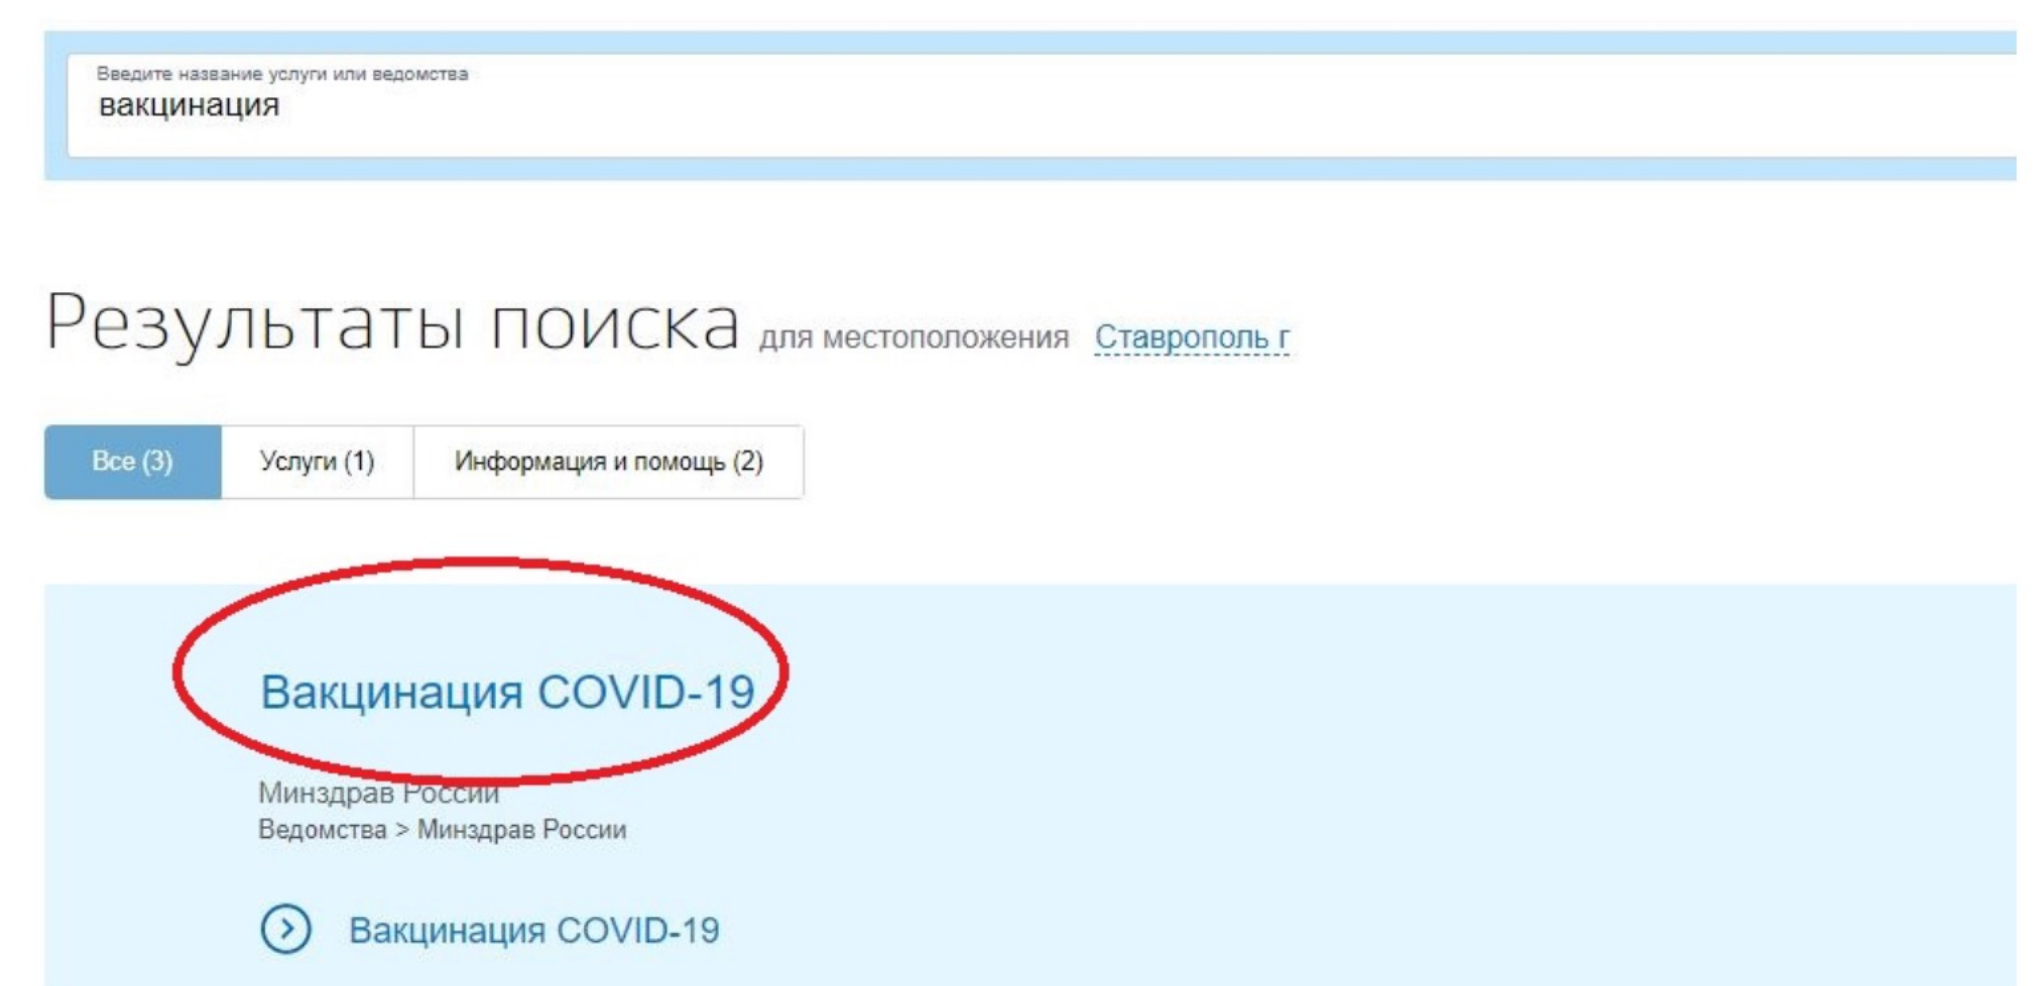 Введите название услуги или ведомства
вакцинация
Результаты поиска для местоположения Ставрополь г
Все (3) Услуги (1) Информация и помощь (2)
Вакцинация COVID-19
Минздрав России
Ведомства > Минздрав России
Вакцинация COVID-19